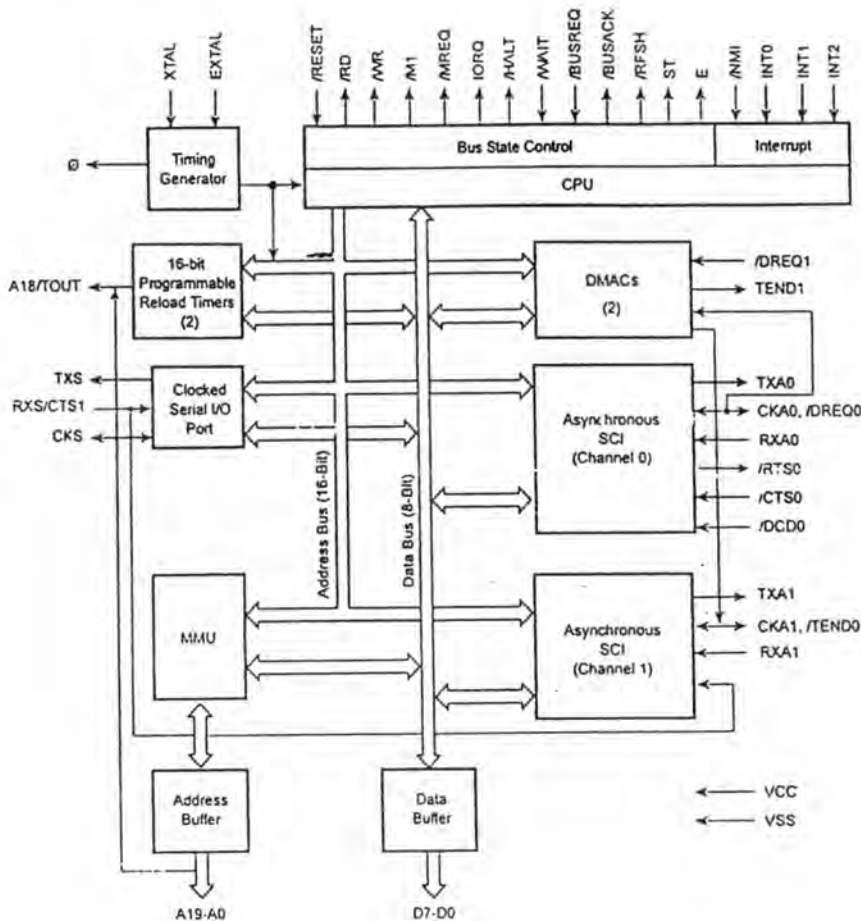 XTAL
EXTAL
/RESET
/RD
/WR
/M1
/MREQ
IORQ
/HALT
/WAIT
/BUSREQ
/BUSACK
/RFSH
ST
E
/NMI
INT0
INT1
INT2
Ø
Timing
Generator
Bus State Control
Interrupt
CPU
A18/TOUT
16-bit
Programmable
Reload Timers
(2)
DMACs
(2)
/DREQ1
TEND1
TXS
RXS/CTS1
CKS
Clocked
Serial I/O
Port
Asynchronous
SCI
(Channel 0)
TXA0
CKA0, /DREQ0
RXA0
/RTS0
/CTS0
/DCD0
Address Bus (16-Bit)
Data Bus (8-Bit)
MMU
Asynchronous
SCI
(Channel 1)
TXA1
CKA1, /TEND0
RXA1
Address
Buffer
Data
Buffer
VCC
VSS
A19-A0
D7-D0